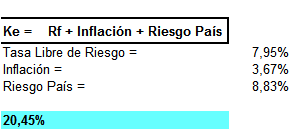 Ke =    Rf + Inflación + Riesgo País
Tasa Libre de Riesgo = 7,95%
Inflación = 3,67%
Riesgo País = 8,83%
20,45%